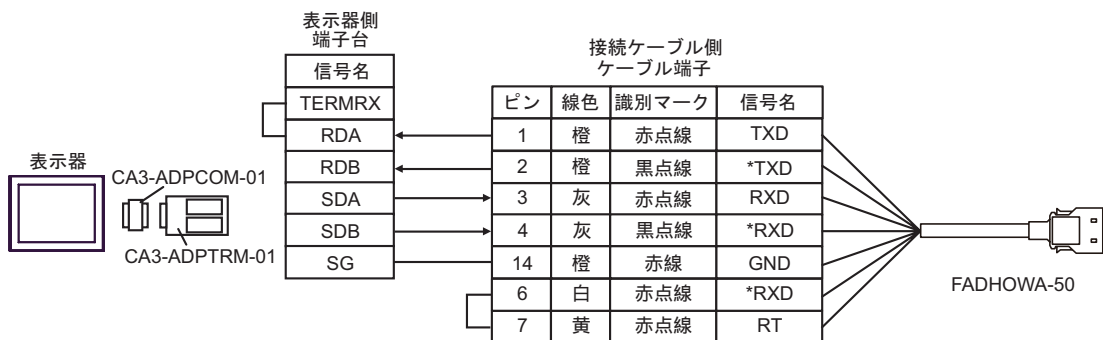 表示器側
端子台
信号名
TERMRX
RDA
RDB
SDA
SDB
SG
接続ケーブル側
ケーブル端子
ピン 線色 識別マーク 信号名
1 橙 赤点線 TXD
2 橙 黒点線 *TXD
3 灰 赤点線 RXD
4 灰 黒点線 *RXD
14 橙 赤線 GND
6 白 赤点線 *RXD
7 黄 赤点線 RT
表示器
CA3-ADPCOM-01
CA3-ADPTRM-01
FADHOWA-50